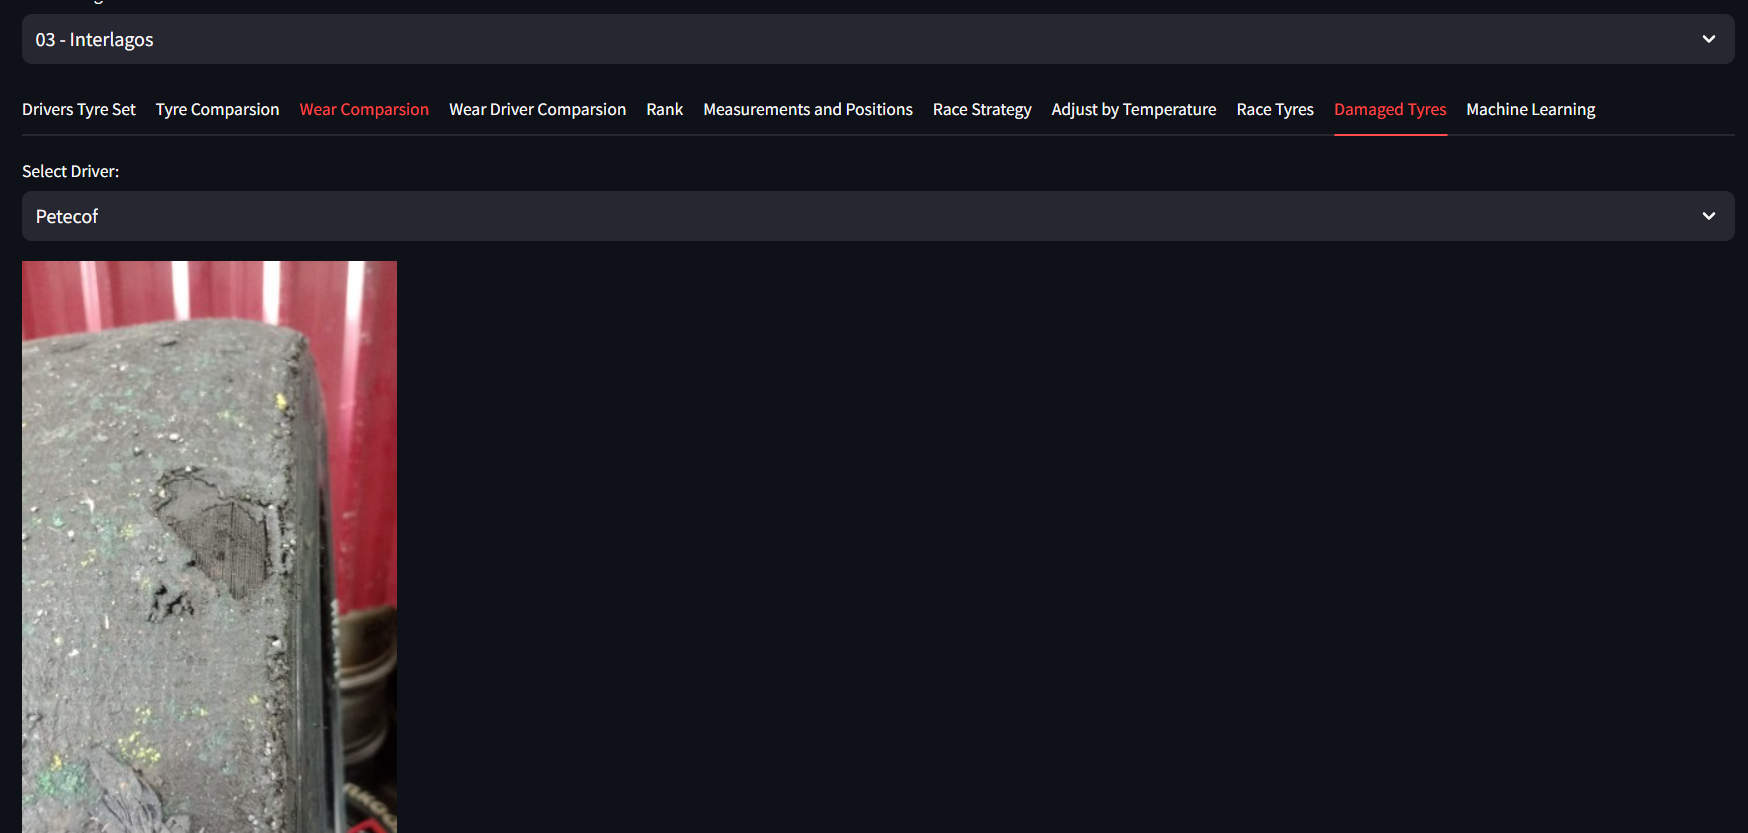 03 - Interlagos
Drivers Tyre Set Tyre Comparsion Wear Comparsion Wear Driver Comparsion Rank Measurements and Positions Race Strategy Adjust by Temperature Race Tyres Damaged Tyres Machine Learning
Select Driver:
Petecof